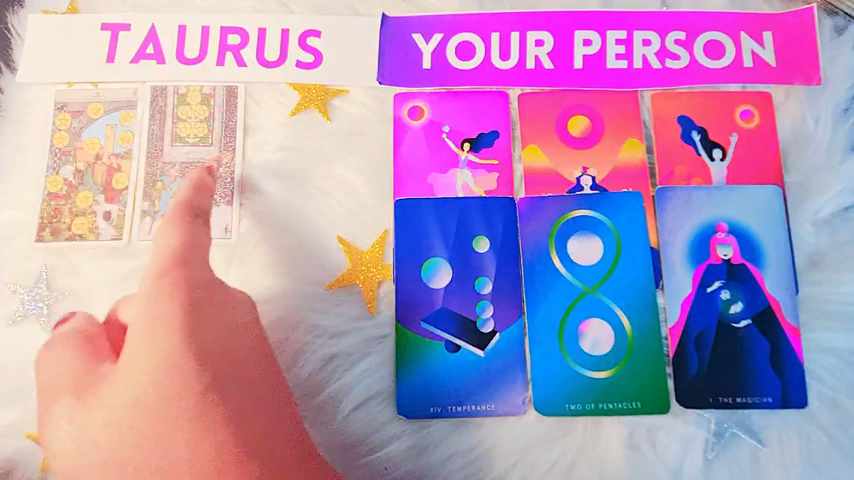 TAURUS
YOUR PERSON
XIV. TEMPERANCE
TWO OF PENTACLES
I. THE MAGICIAN